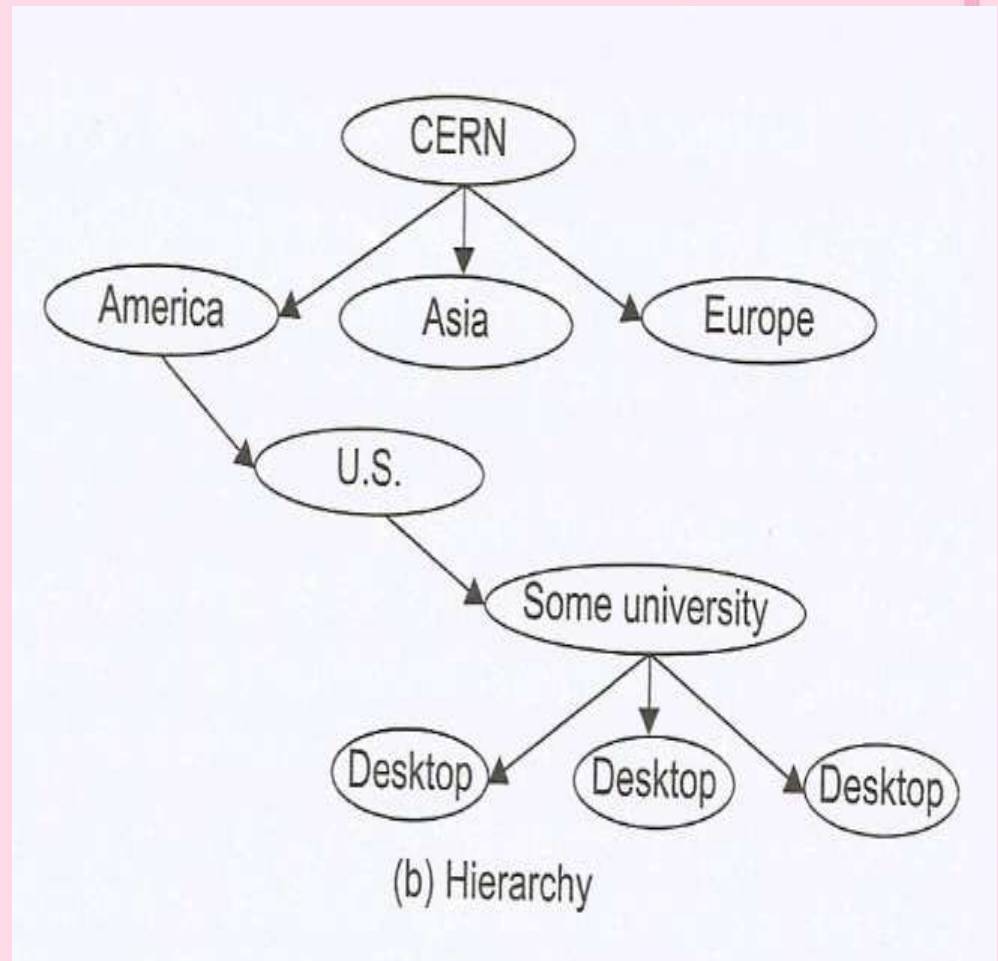 CERN
America
Asia
Europe
U.S.
Some university
Desktop
Desktop
Desktop
(b) Hierarchy